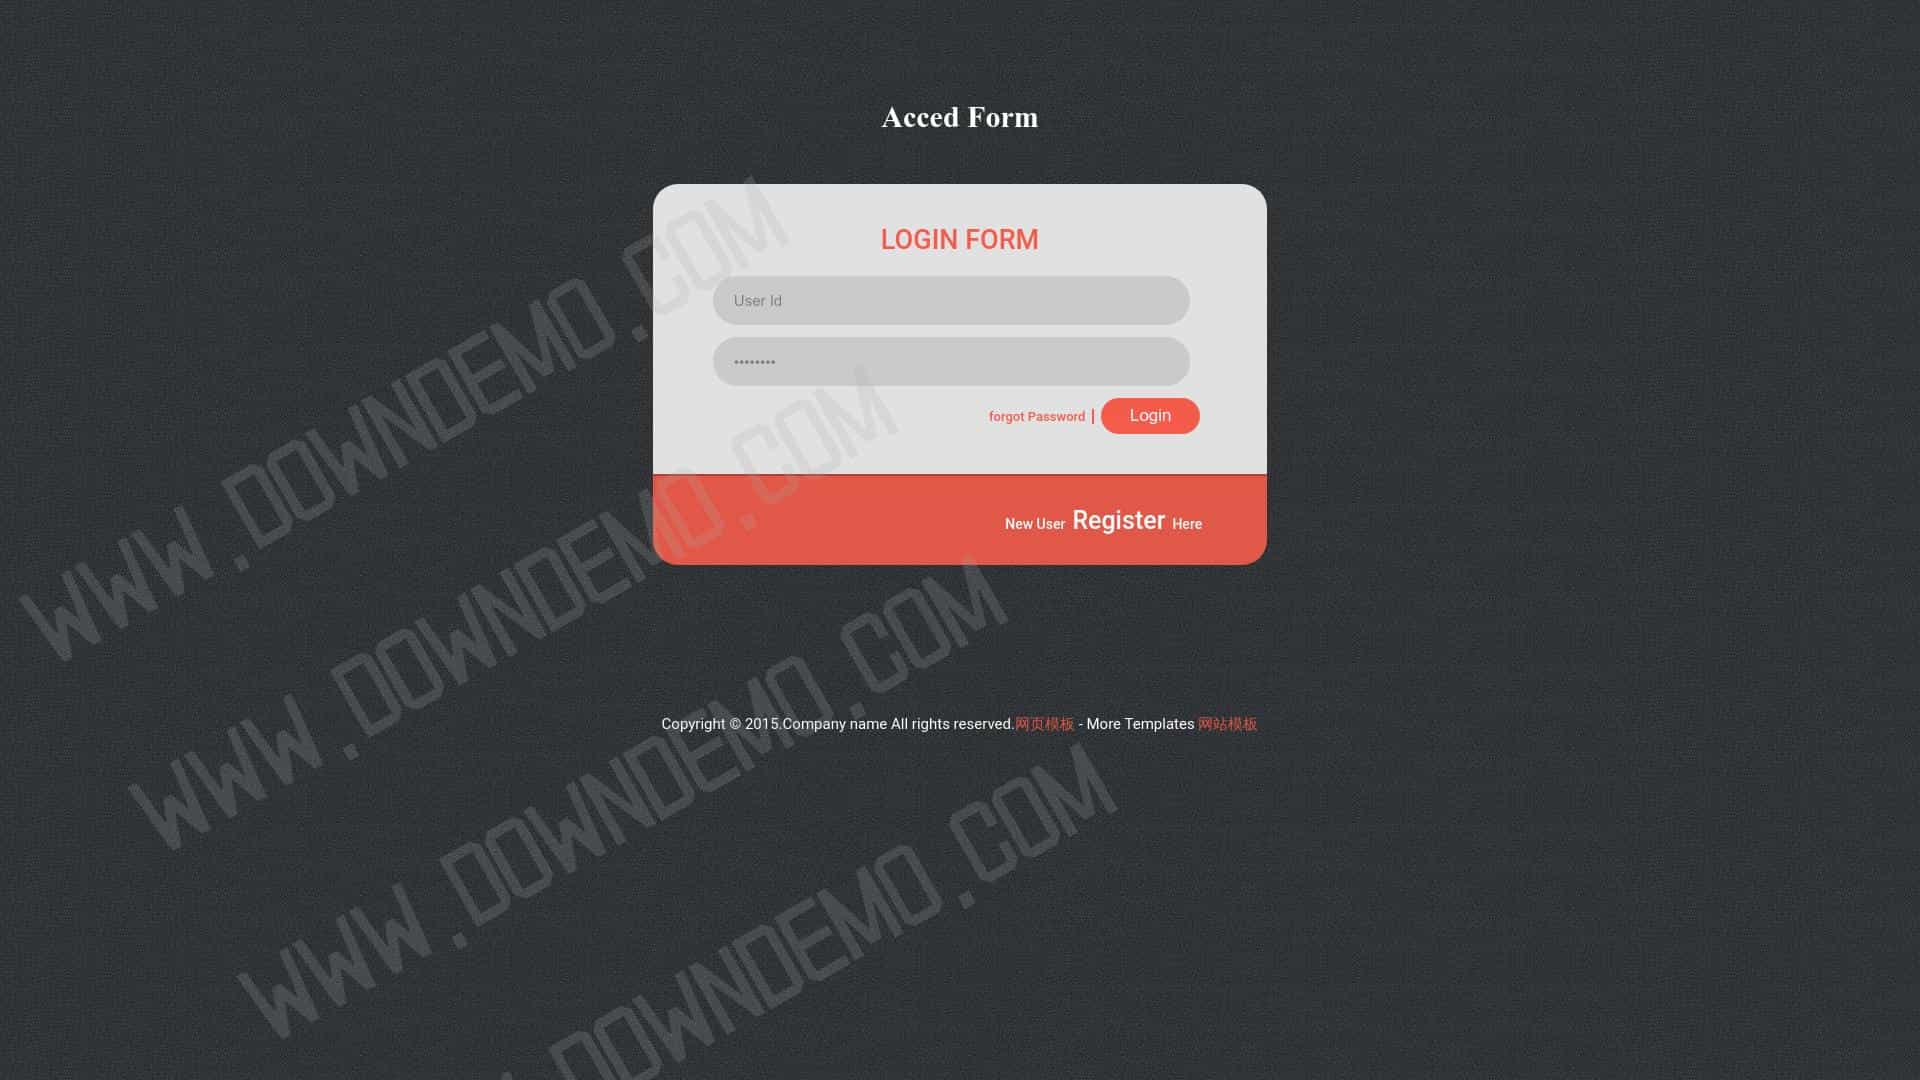 Acced Form
LOGIN FORM
User Id
••••••••
forgot Password
Login
New User Register Here
Copyright © 2015.Company name All rights reserved.网页模板 - More Templates 网站模板
WWW.DOWNDEMO.COM
WWW.DOWNDEMO.COM
WWW.DOWNDEMO.COM
DOWNDEMO.COM